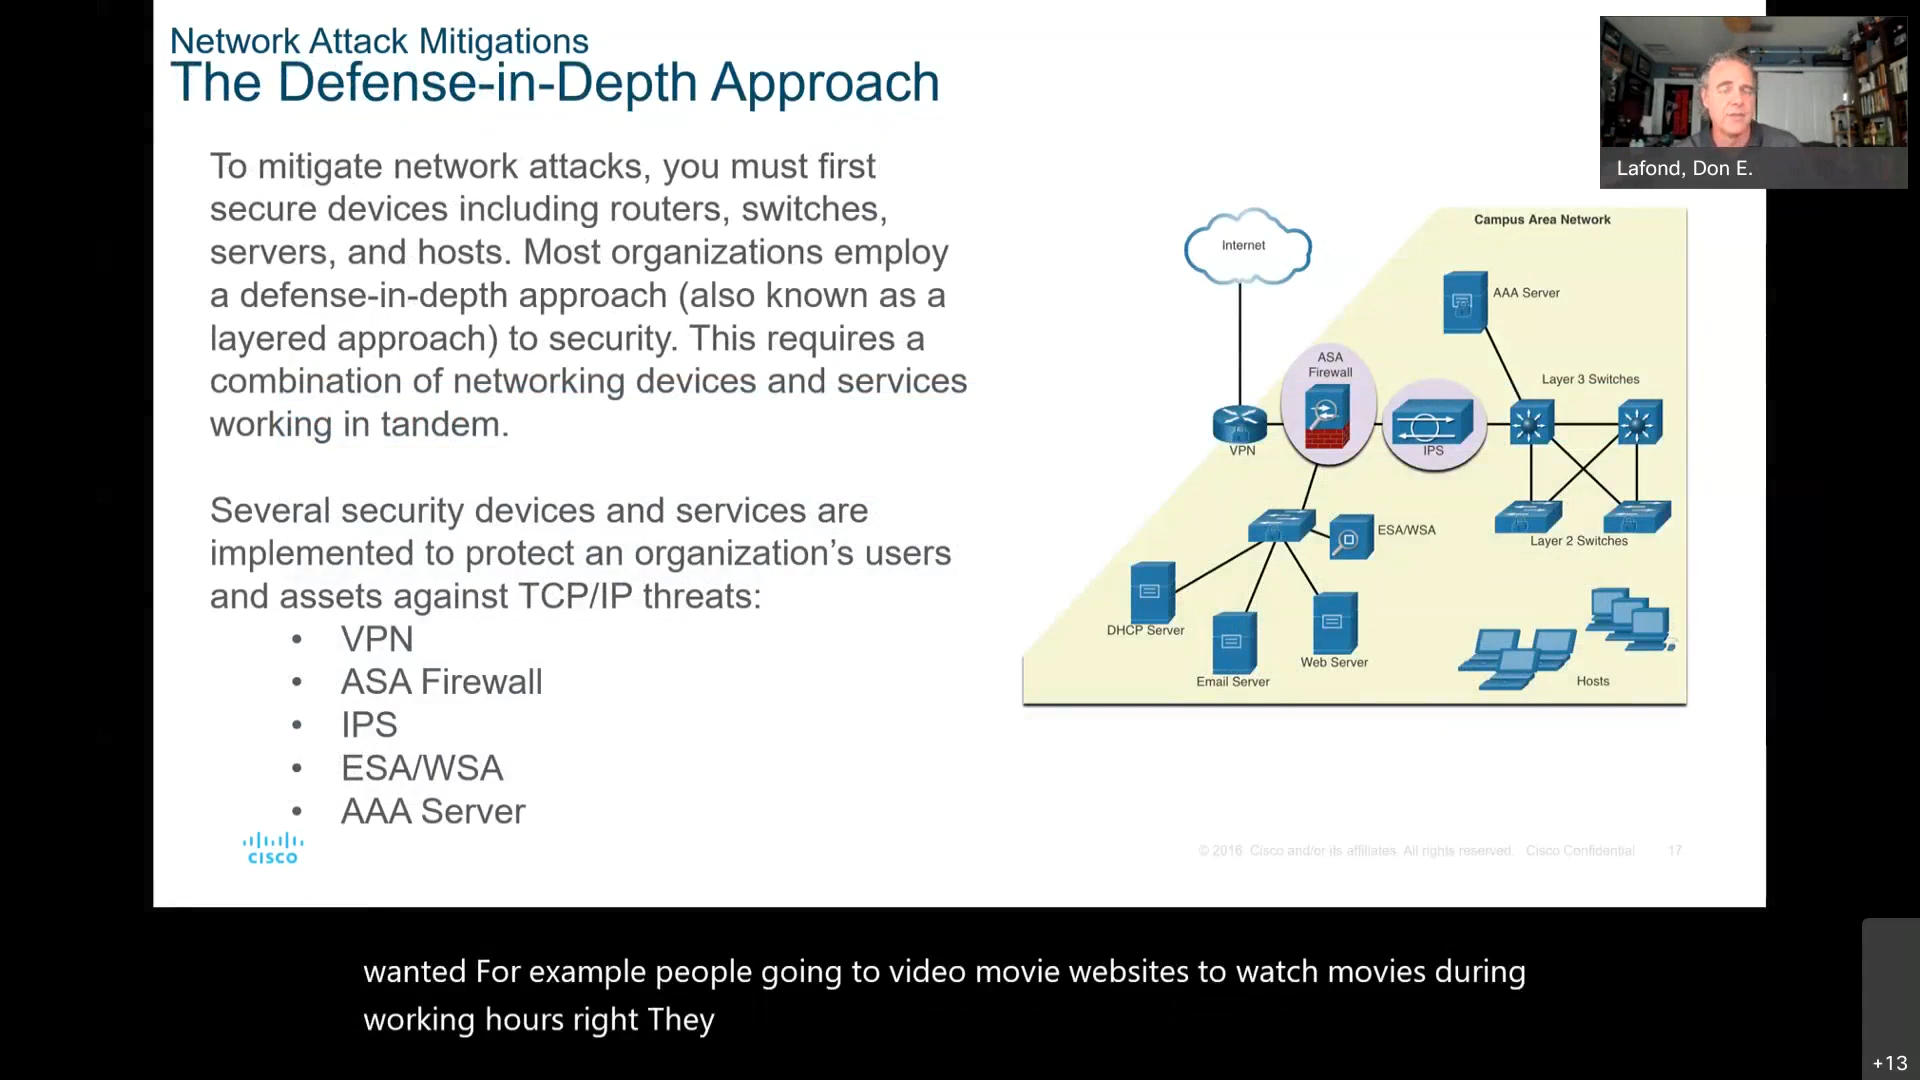 Network Attack Mitigations
The Defense-in-Depth Approach
Lafond, Don E.
To mitigate network attacks, you must first
secure devices including routers, switches,
servers, and hosts. Most organizations employ
a defense-in-depth approach (also known as a
layered approach) to security. This requires a
combination of networking devices and services
working in tandem.
Several security devices and services are
implemented to protect an organization’s users
and assets against TCP/IP threats:
• VPN
• ASA Firewall
• IPS
• ESA/WSA
• AAA Server
Campus Area Network
Internet
AAA Server
ASA
Firewall
Layer 3 Switches
VPN
IPS
ESA/WSA
Layer 2 Switches
DHCP Server
Web Server
Email Server
Hosts
CISCO
© 2016 Cisco and/or its affiliates. All rights reserved. Cisco Confidential 17
wanted For example people going to video movie websites to watch movies during
working hours right They
+13